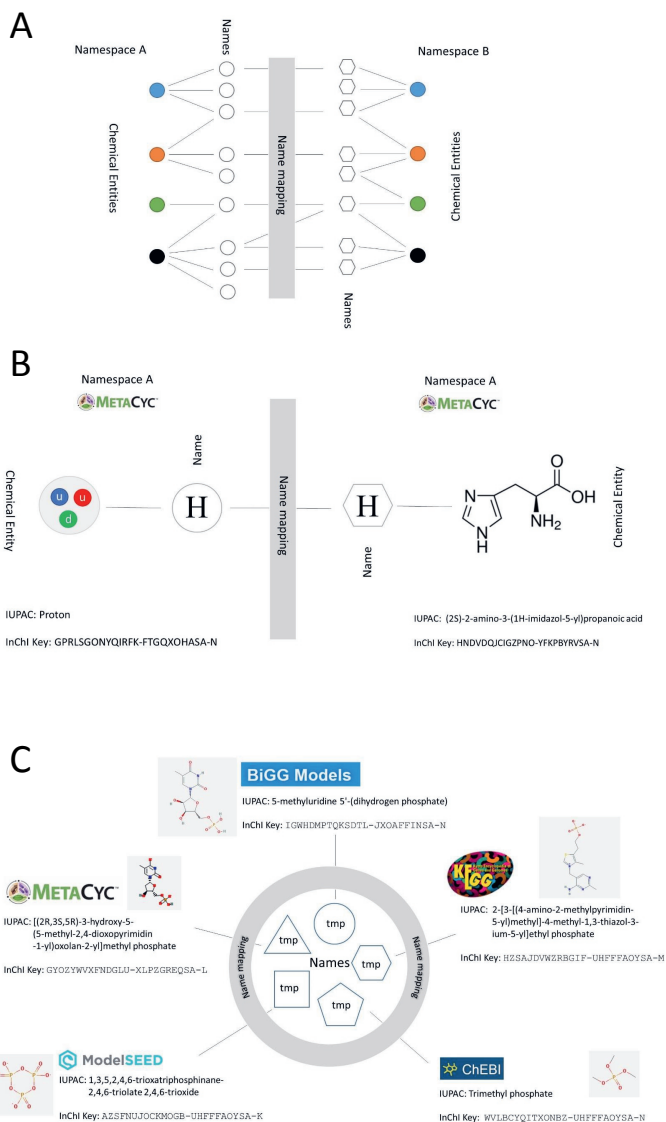 A
Namespace A
Names
Namespace B
Chemical Entities
Name mapping
Chemical Entities
Names
B
Namespace A
METACYC™
Namespace A
METACYC™
Chemical Entity
u
u
d
Name
H
Name mapping
H
Name
N
N
H
O
OH
NH2
Chemical Entity
IUPAC: Proton
InChI Key: GPRLSGONYQIRFK-FTGQXOHASA-N
IUPAC: (2S)-2-amino-3-(1H-imidazol-5-yl)propanoic acid
InChI Key: HNDVDQJCIGZPNO-YFKPBYRVSA-N
C
BiGG Models
IUPAC: 5-methyluridine 5'-(dihydrogen phosphate)
InChI Key: IGWHDMPTQKSDTL-JXOAFFINSA-N
METACYC™
IUPAC: [(2R,3S,5R)-3-hydroxy-5-
(5-methyl-2,4-dioxopyrimidin
-1-yl)oxolan-2-yl]methyl phosphate
InChI Key: GYOZYWVXFNDGLU-XLPZGREQSA-L
KEGG
IUPAC: 2-[3-[(4-amino-2-methylpyrimidin-
5-yl)methyl]-4-methyl-1,3-thiazol-3-
ium-5-yl]ethyl phosphate
InChI Key: HZSAJDVWZRBGIF-UHFFFAOYSA-M
Name mapping
Name mapping
tmp
tmp
Names
tmp
tmp
tmp
ModelSEED
IUPAC: 1,3,5,2,4,6-trioxatriphosphinane-
2,4,6-triolate 2,4,6-trioxide
InChI Key: AZSFNUJOCKMOGB-UHFFFAOYSA-K
ChEBI
IUPAC: Trimethyl phosphate
InChI Key: WVLBCYQITXONBZ-UHFFFAOYSA-N